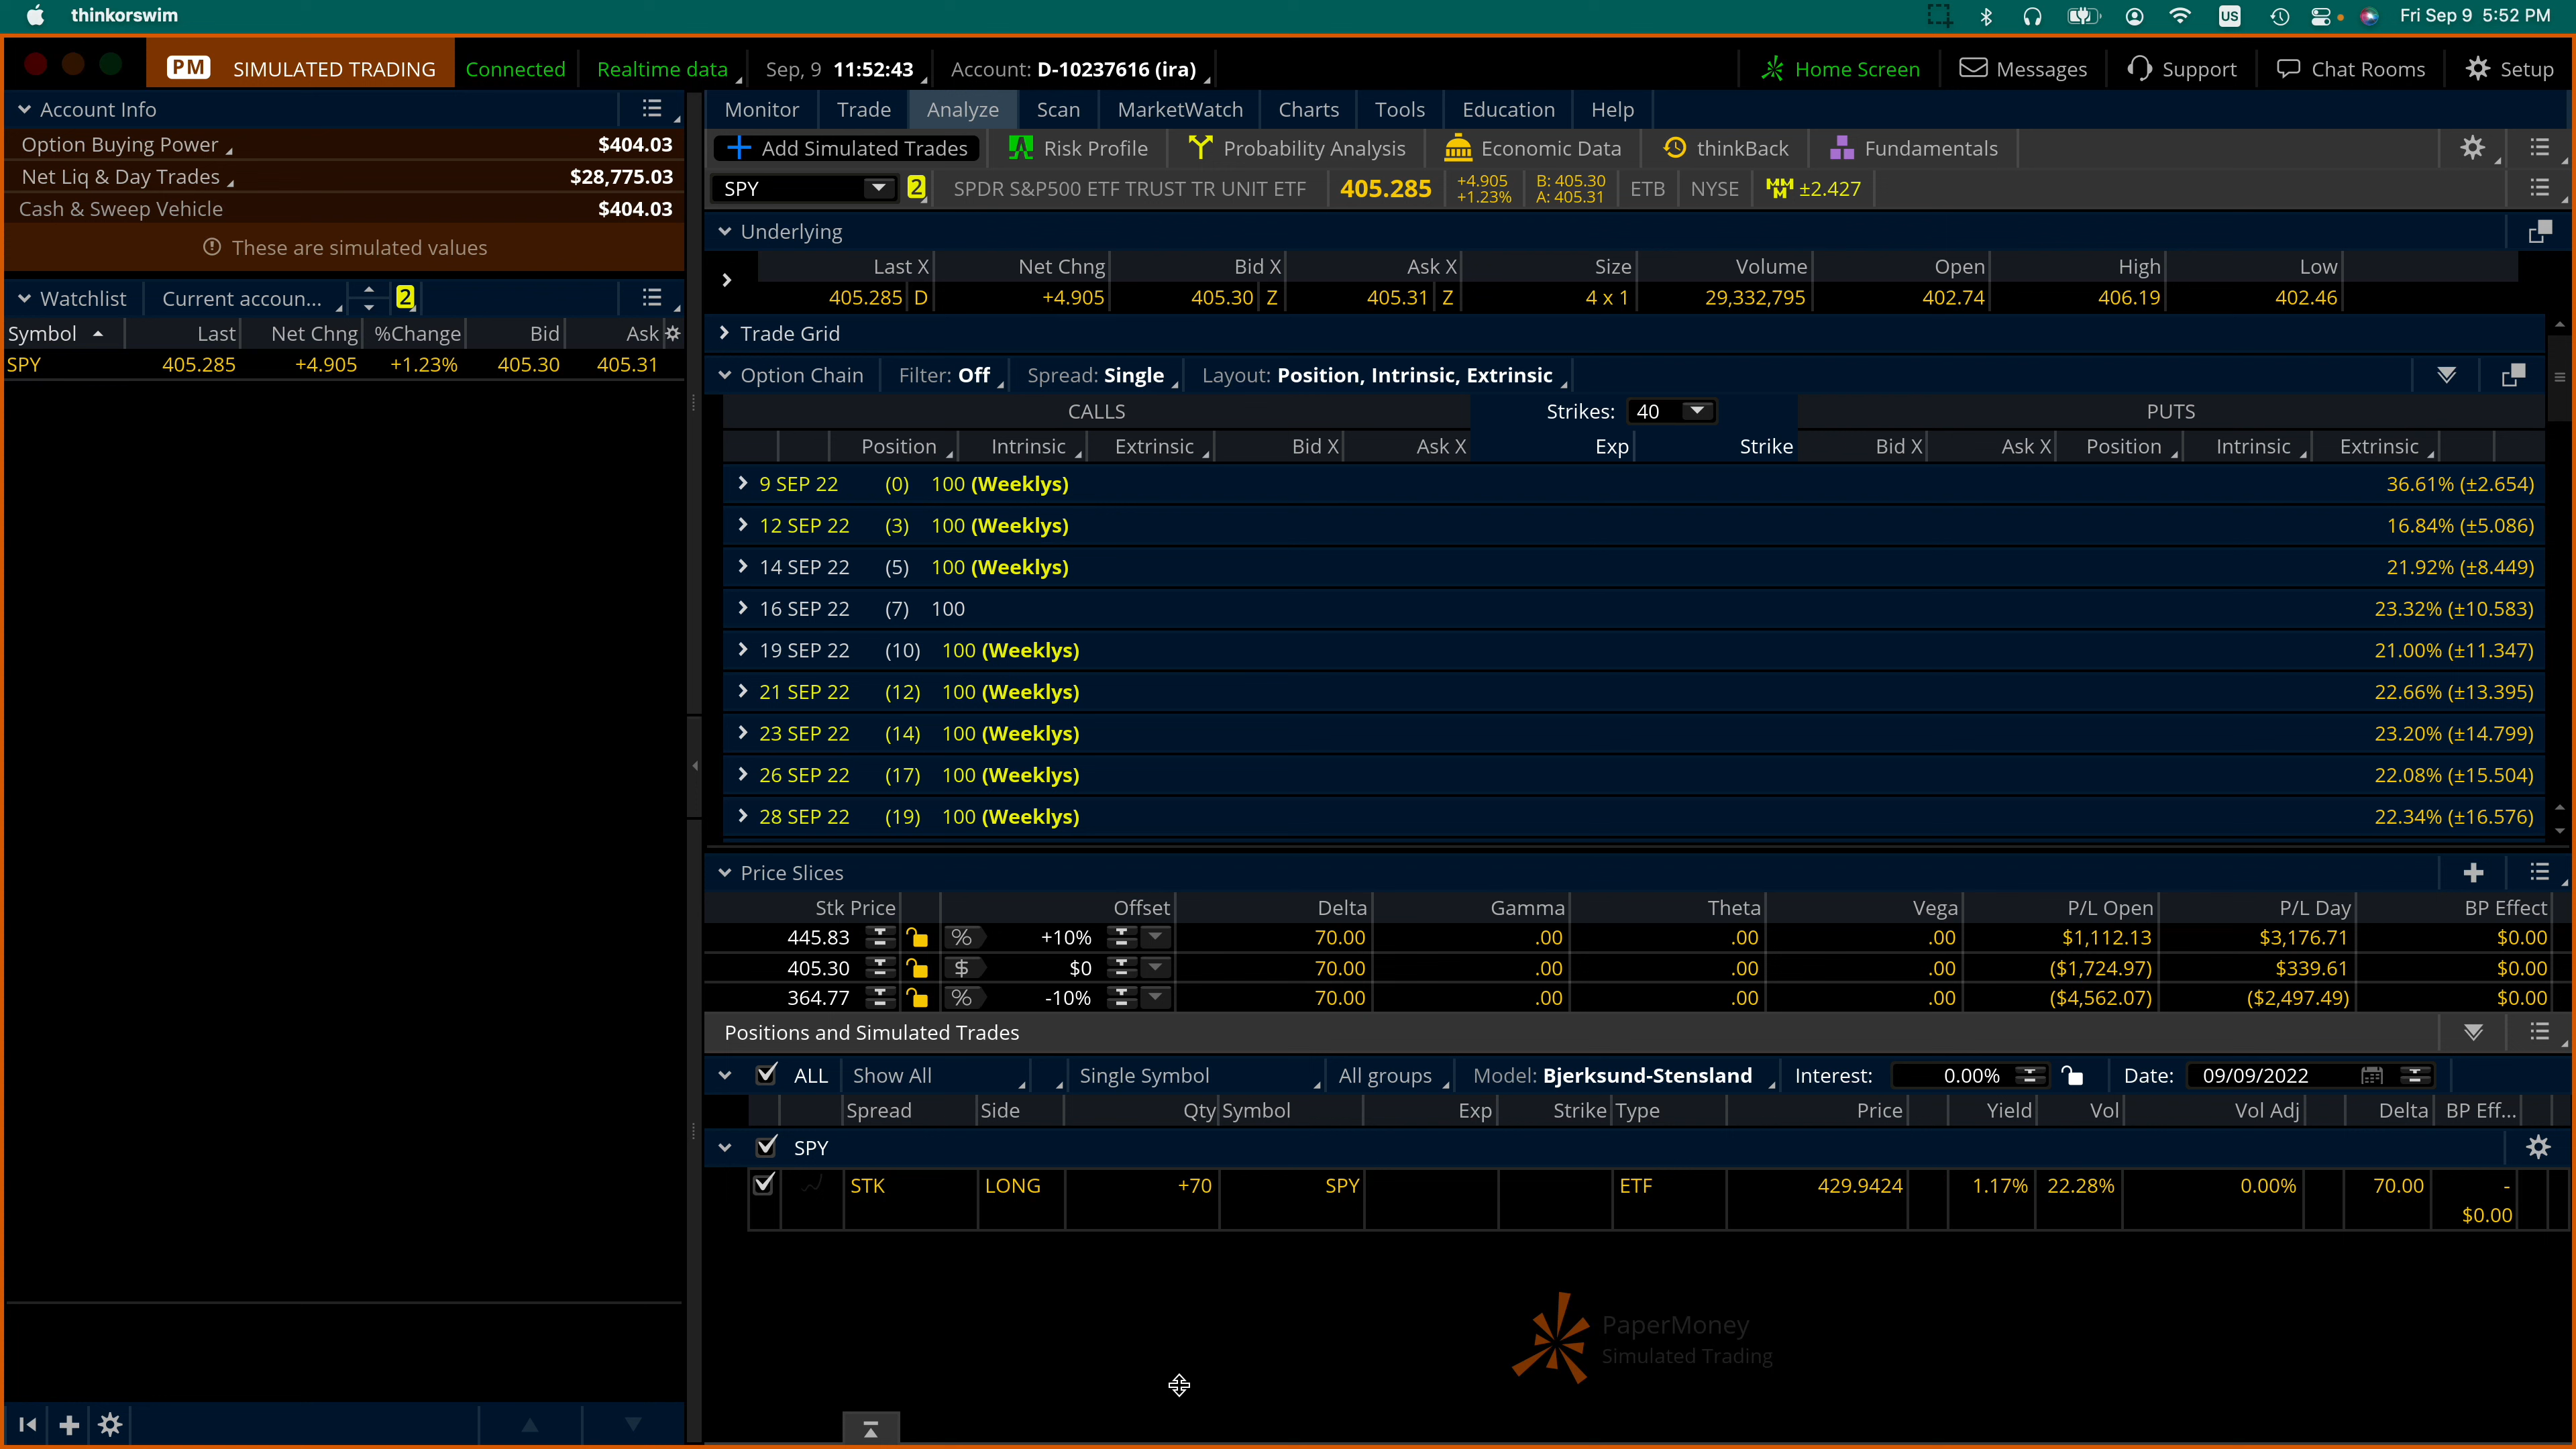 thinkorswim
US
Fri Sep 9 5:52 PM
PM SIMULATED TRADING Connected Realtime data Sep, 9 11:52:43 Account: D-10237616 (ira) Home Screen Messages Support Chat Rooms Setup
Account Info
Option Buying Power $404.03
Net Liq & Day Trades $28,775.03
Cash & Sweep Vehicle $404.03
These are simulated values
Watchlist Current accoun... 2
Symbol Last Net Chng %Change Bid Ask
SPY 405.285 +4.905 +1.23% 405.30 405.31
Monitor Trade Analyze Scan MarketWatch Charts Tools Education Help
Add Simulated Trades Risk Profile Probability Analysis Economic Data thinkBack Fundamentals
SPY 2 SPDR S&P500 ETF TRUST TR UNIT ETF 405.285 +4.905 +1.23% B: 405.30 A: 405.31 ETB NYSE MMM ±2.427
Underlying
Last X Net Chng Bid X Ask X Size Volume Open High Low
405.285 D +4.905 405.30 Z 405.31 Z 4 x 1 29,332,795 402.74 406.19 402.46
Trade Grid
Option Chain Filter: Off Spread: Single Layout: Position, Intrinsic, Extrinsic
CALLS Strikes: 40 PUTS
Position Intrinsic Extrinsic Bid X Ask X Exp Strike Bid X Ask X Position Intrinsic Extrinsic
9 SEP 22 (0) 100 (Weeklys) 36.61% (±2.654)
12 SEP 22 (3) 100 (Weeklys) 16.84% (±5.086)
14 SEP 22 (5) 100 (Weeklys) 21.92% (±8.449)
16 SEP 22 (7) 100 23.32% (±10.583)
19 SEP 22 (10) 100 (Weeklys) 21.00% (±11.347)
21 SEP 22 (12) 100 (Weeklys) 22.66% (±13.395)
23 SEP 22 (14) 100 (Weeklys) 23.20% (±14.799)
26 SEP 22 (17) 100 (Weeklys) 22.08% (±15.504)
28 SEP 22 (19) 100 (Weeklys) 22.34% (±16.576)
Price Slices
Stk Price Offset Delta Gamma Theta Vega P/L Open P/L Day BP Effect
445.83 % +10% 70.00 .00 .00 .00 $1,112.13 $3,176.71 $0.00
405.30 $ $0 70.00 .00 .00 .00 ($1,724.97) $339.61 $0.00
364.77 % -10% 70.00 .00 .00 .00 ($4,562.07) ($2,497.49) $0.00
Positions and Simulated Trades
ALL Show All Single Symbol All groups Model: Bjerksund-Stensland Interest: 0.00% Date: 09/09/2022
Spread Side Qty Symbol Exp Strike Type Price Yield Vol Vol Adj Delta BP Eff...
SPY
STK LONG +70 SPY ETF 429.9424 1.17% 22.28% 0.00% 70.00 -
$0.00
PaperMoney
Simulated Trading